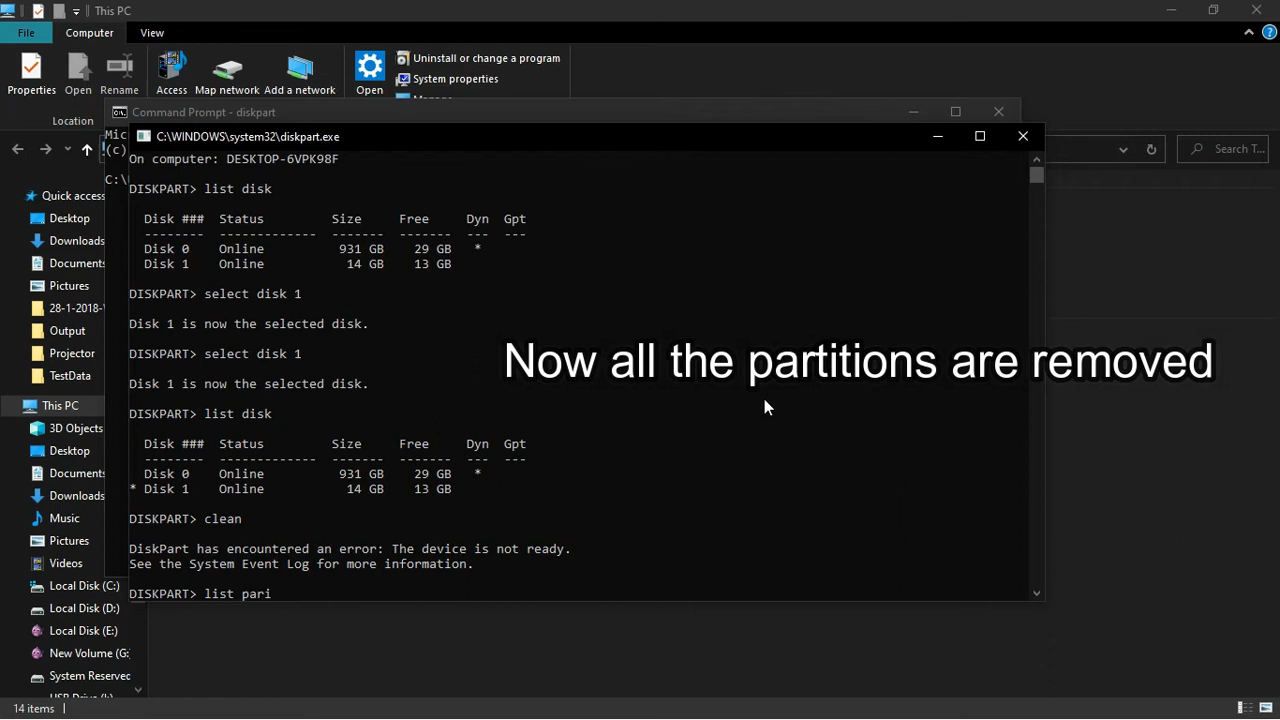 This PC
File Computer View
Uninstall or change a program
System properties
Properties Open Rename Access Map network Add a network Open
Location
Command Prompt - diskpart
Mic
(c)
C:\
C:\WINDOWS\system32\diskpart.exe
On computer: DESKTOP-6VPK98F
DISKPART> list disk
Disk ### Status Size Free Dyn Gpt
-------- ------------- ------- ------- --- ---
Disk 0 Online 931 GB 29 GB *
Disk 1 Online 14 GB 13 GB
DISKPART> select disk 1
Disk 1 is now the selected disk.
DISKPART> select disk 1
Disk 1 is now the selected disk.
DISKPART> list disk
Disk ### Status Size Free Dyn Gpt
-------- ------------- ------- ------- --- ---
Disk 0 Online 931 GB 29 GB *
* Disk 1 Online 14 GB 13 GB
DISKPART> clean
DiskPart has encountered an error: The device is not ready.
See the System Event Log for more information.
DISKPART> list pari
Now all the partitions are removed
Search T...
Quick access
Desktop
Downloads
Documents
Pictures
28-1-2018-
Output
Projector
TestData
This PC
3D Objects
Desktop
Documents
Downloads
Music
Pictures
Videos
Local Disk (C:)
Local Disk (D:)
Local Disk (E:)
New Volume (G:
System Reserved
14 items